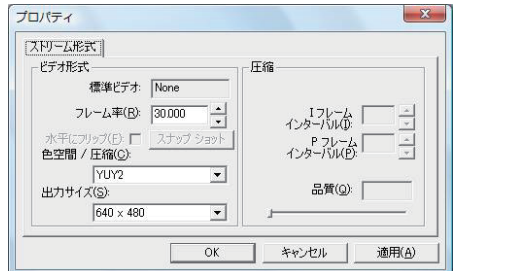 プロパティ
ストリーム形式
ビデオ形式
標準ビデオ: None
フレーム率(R): 30.000
水平にフリップ(F): スナップ ショット
色空間 / 圧縮(C):
YUY2
出力サイズ(S):
640 x 480
圧縮
I フレーム
インターバル(I):
P フレーム
インターバル(P):
品質(Q):
OK キャンセル 適用(A)